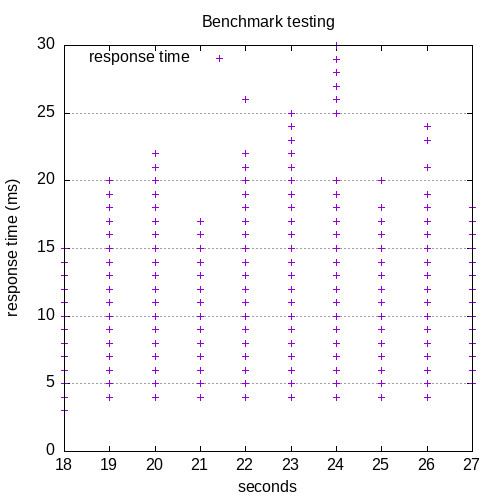 Benchmark testing
response time
30
25
20
15
10
5
0
response time (ms)
18 19 20 21 22 23 24 25 26 27
seconds